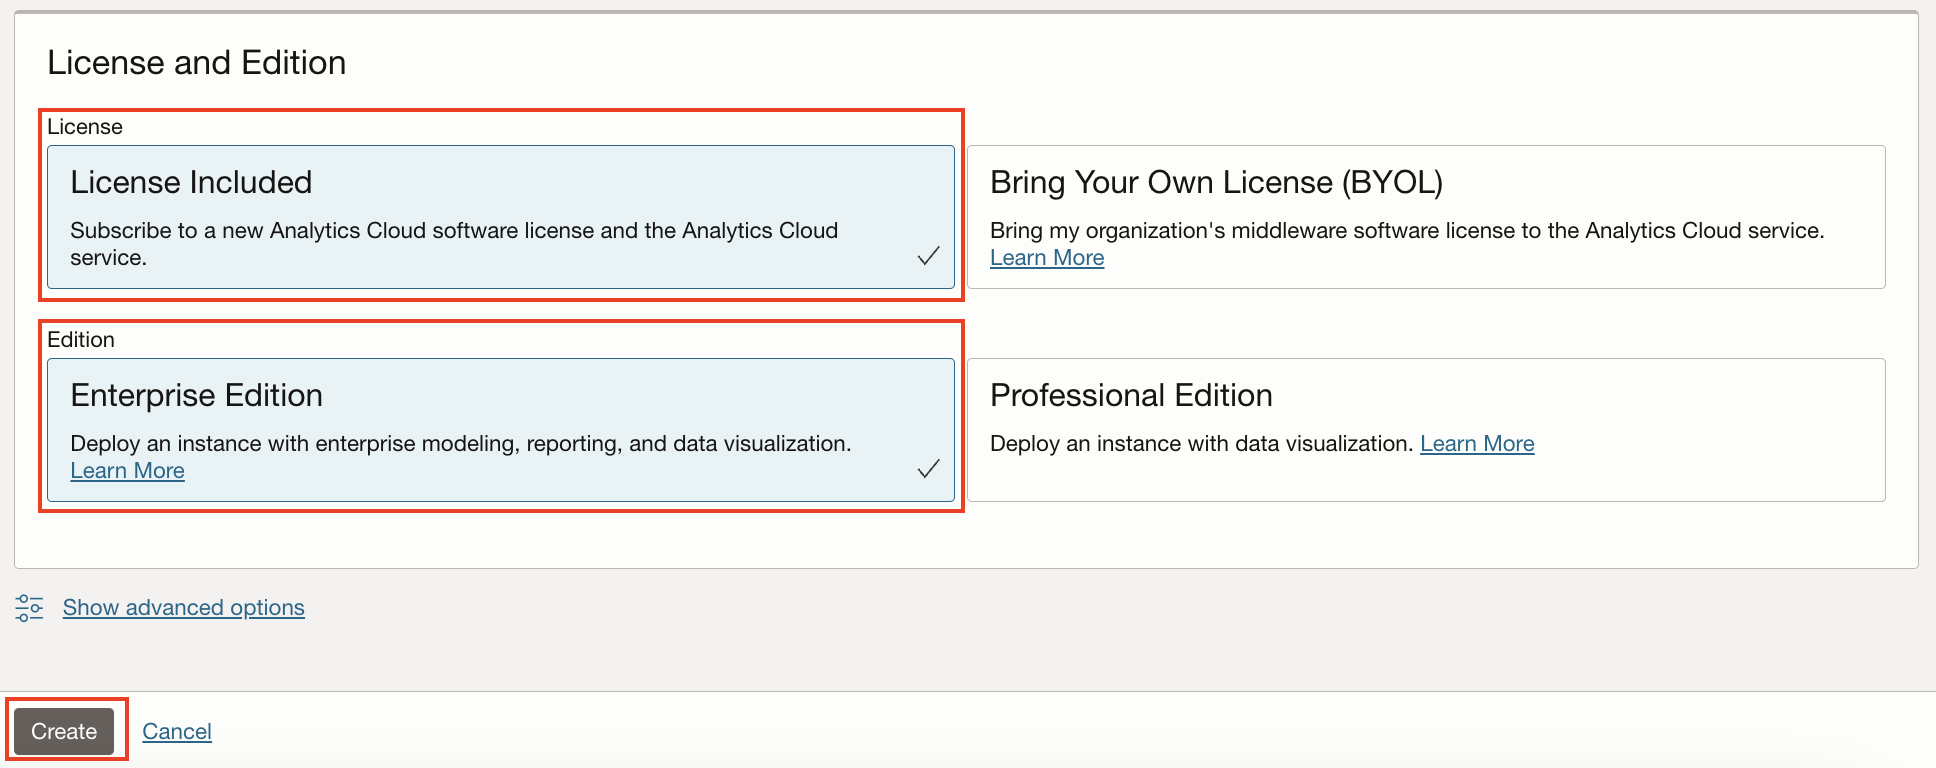 License and Edition
License
License Included
Subscribe to a new Analytics Cloud software license and the Analytics Cloud
service.
Bring Your Own License (BYOL)
Bring my organization's middleware software license to the Analytics Cloud service.
Learn More
Edition
Enterprise Edition
Deploy an instance with enterprise modeling, reporting, and data visualization.
Learn More
Professional Edition
Deploy an instance with data visualization. Learn More
Show advanced options
Create Cancel